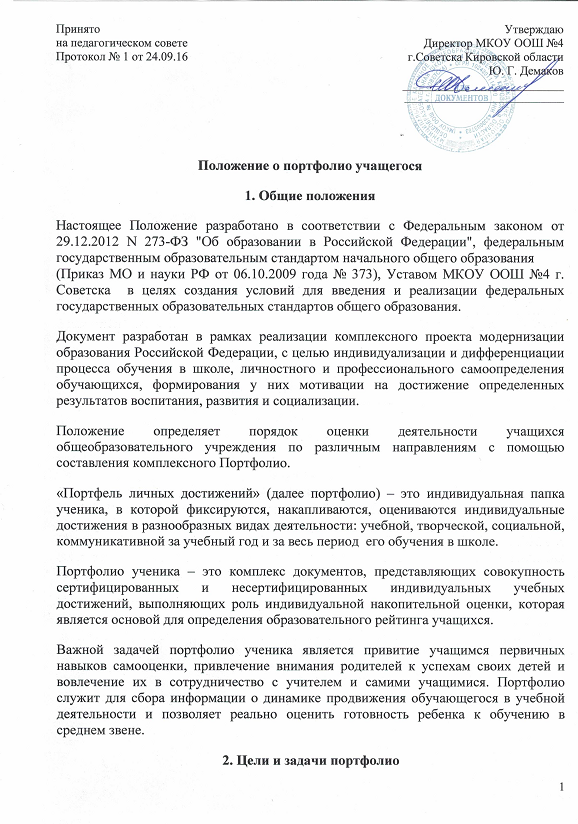 Принято
на педагогическом совете
Протокол № 1 от 24.09.16
Утверждаю
Директор МКОУ ООШ №4
г.Советска Кировской области
Ю. Г. Демаков
ДОКУМЕНТОВ
Положение о портфолио учащегося
1. Общие положения
Настоящее Положение разработано в соответствии с Федеральным законом от
29.12.2012 N 273-ФЗ "Об образовании в Российской Федерации", федеральным
государственным образовательным стандартом начального общего образования
(Приказ МО и науки РФ от 06.10.2009 года № 373), Уставом МКОУ ООШ №4 г.
Советска в целях создания условий для введения и реализации федеральных
государственных образовательных стандартов общего образования.
Документ разработан в рамках реализации комплексного проекта модернизации
образования Российской Федерации, с целью индивидуализации и дифференциации
процесса обучения в школе, личностного и профессионального самоопределения
обучающихся, формирования у них мотивации на достижение определенных
результатов воспитания, развития и социализации.
Положение определяет порядок оценки деятельности учащихся
общеобразовательного учреждения по различным направлениям с помощью
составления комплексного Портфолио.
«Портфель личных достижений» (далее портфолио) – это индивидуальная папка
ученика, в которой фиксируются, накапливаются, оцениваются индивидуальные
достижения в разнообразных видах деятельности: учебной, творческой, социальной,
коммуникативной за учебный год и за весь период его обучения в школе.
Портфолио ученика – это комплекс документов, представляющих совокупность
сертифицированных и несертифицированных индивидуальных учебных
достижений, выполняющих роль индивидуальной накопительной оценки, которая
является основой для определения образовательного рейтинга учащихся.
Важной задачей портфолио ученика является привитие учащимся первичных
навыков самооценки, привлечение внимания родителей к успехам своих детей и
вовлечение их в сотрудничество с учителем и самими учащимися. Портфолио
служит для сбора информации о динамике продвижения обучающегося в учебной
деятельности и позволяет реально оценить готовность ребенка к обучению в
среднем звене.
2. Цели и задачи портфолио
1